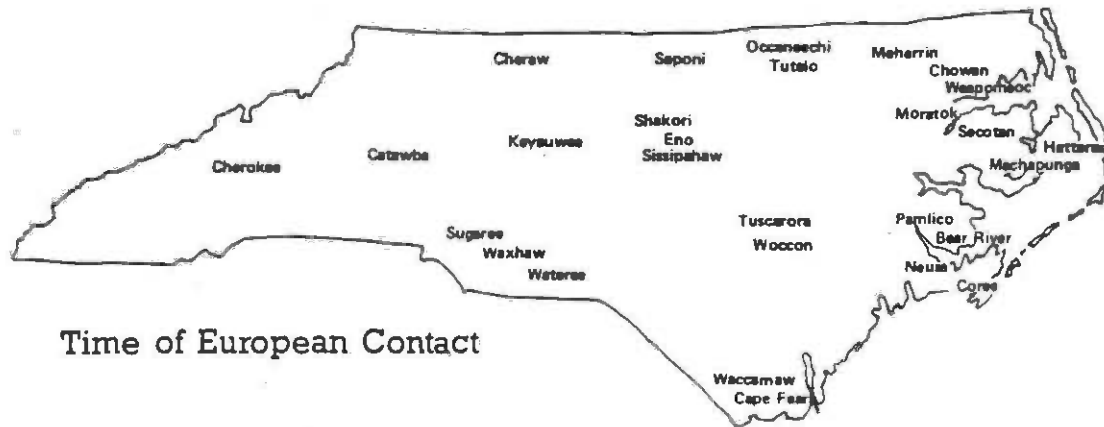 Cheraw
Saponi
Occaneechi
Tutelo
Meherrin
Chowan
Weapomeoc
Moratok
Secotan
Hatteras
Machapunga
Shakori
Eno
Sissipahaw
Keyauwee
Catawba
Cherokee
Sugaree
Waxhaw
Wateree
Tuscarora
Woccon
Pamlico
Bear River
Neuse
Coree
Time of European Contact
Waccamaw
Cape Fear